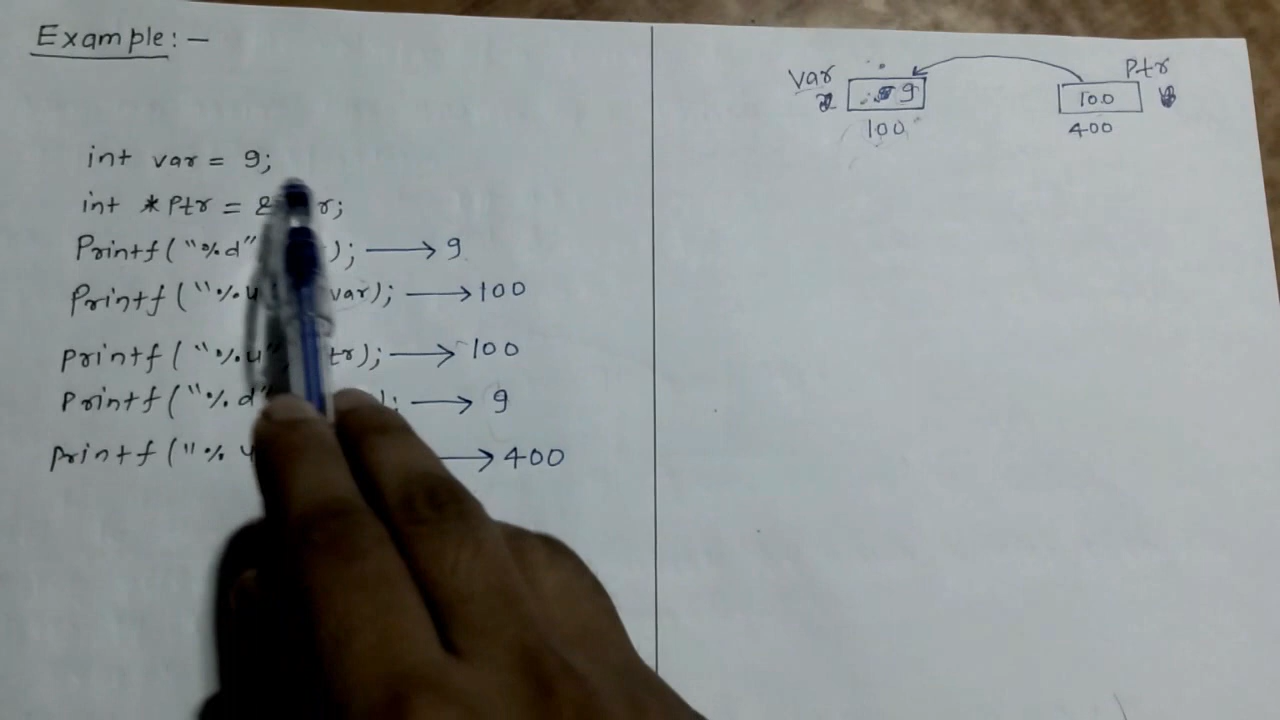 Example:-
int var = 9;
int *Ptr = & r;
Printf("%d" ); → 9
Printf("%u var); → 100
printf("%u", tr); → 100
printf("%d" ); → 9
printf("%u → 400
var 9 100
Ptr 100 400